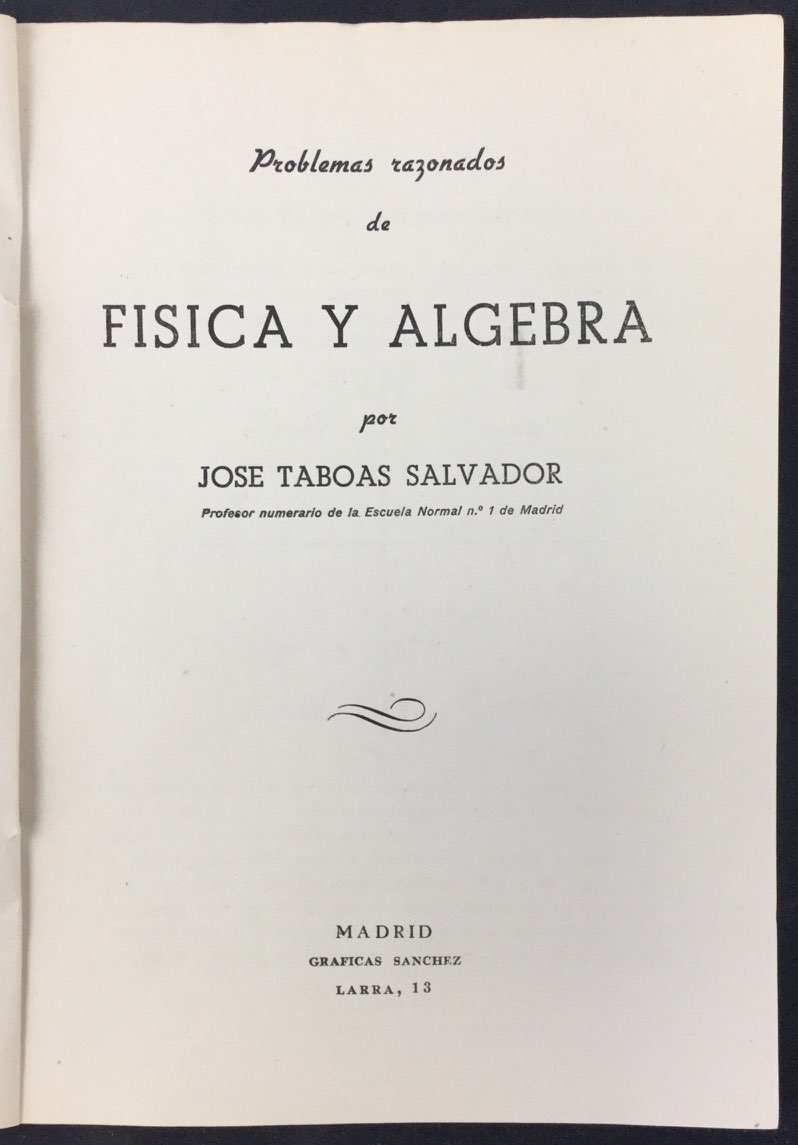 Problemas razonados
de
FISICA Y ALGEBRA
por
JOSE TABOAS SALVADOR
Profesor numerario de la Escuela Normal n.º 1 de Madrid
MADRID
GRAFICAS SANCHEZ
LARRA, 13